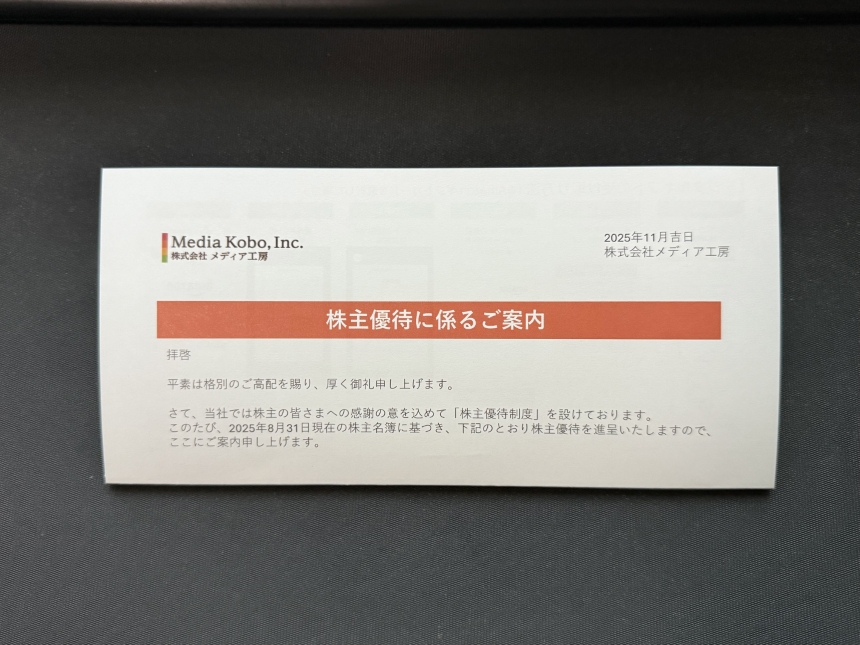 Media Kobo, Inc.
株式会社 メディア工房
2025年11月吉日
株式会社メディア工房
株主優待に係るご案内
拝啓
平素は格別のご高配を賜り、厚く御礼申し上げます。
さて、当社では株主の皆さまへの感謝の意を込めて「株主優待制度」を設けております。
このたび、2025年8月31日現在の株主名簿に基づき、下記のとおり株主優待を進呈いたしますので、
ここにご案内申し上げます。